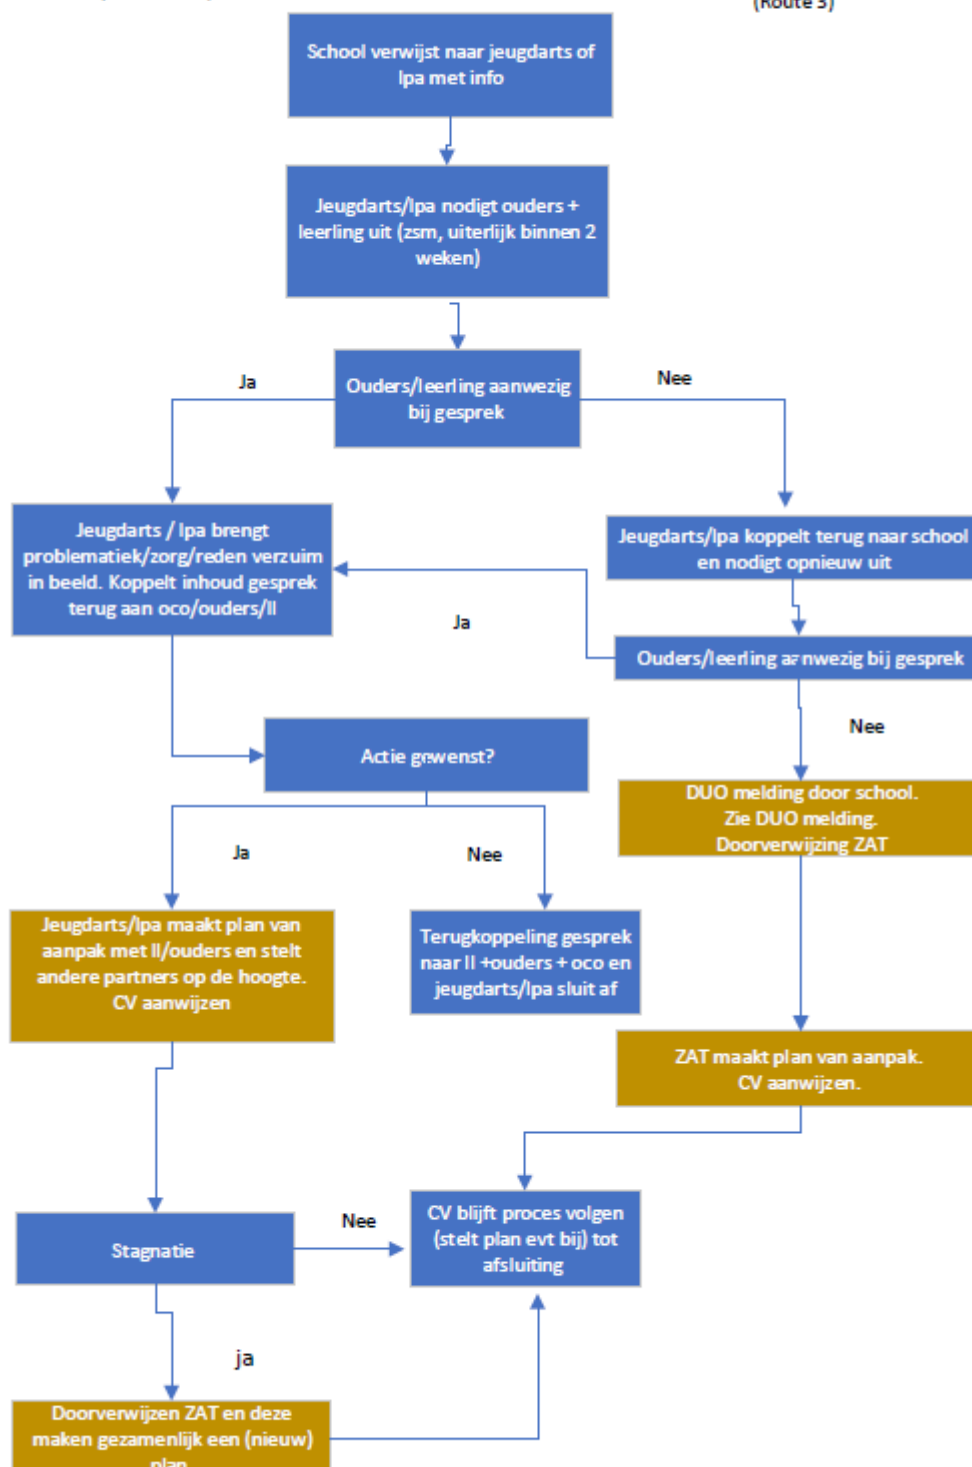 (Route 3)
School verwijst naar jeugdarts of
lpa met info
Jeugdarts/lpa nodigt ouders +
leerling uit (zsm, uiterlijk binnen 2
weken)
Ja
Ouders/leerling aanwezig
bij gesprek
Nee
Jeugdarts / lpa brengt
problematiek/zorg/reden verzuim
in beeld. Koppelt inhoud gesprek
terug aan oco/ouders/ll
Jeugdarts/lpa koppelt terug naar school
en nodigt opnieuw uit
Ja
Ouders/leerling aanwezig bij gesprek
Nee
Actie gewenst?
DUO melding door school.
Zie DUO melding.
Doorverwijzing ZAT
Ja
Nee
Jeugdarts/lpa maakt plan van
aanpak met ll/ouders en stelt
andere partners op de hoogte.
CV aanwijzen
Terugkoppeling gesprek
naar ll +ouders + oco en
jeugdarts/lpa sluit af
ZAT maakt plan van aanpak.
CV aanwijzen.
Stagnatie
Nee
CV blijft proces volgen
(stelt plan evt bij) tot
afsluiting
ja
Doorverwijzen ZAT en deze
maken gezamenlijk een (nieuw)
plan